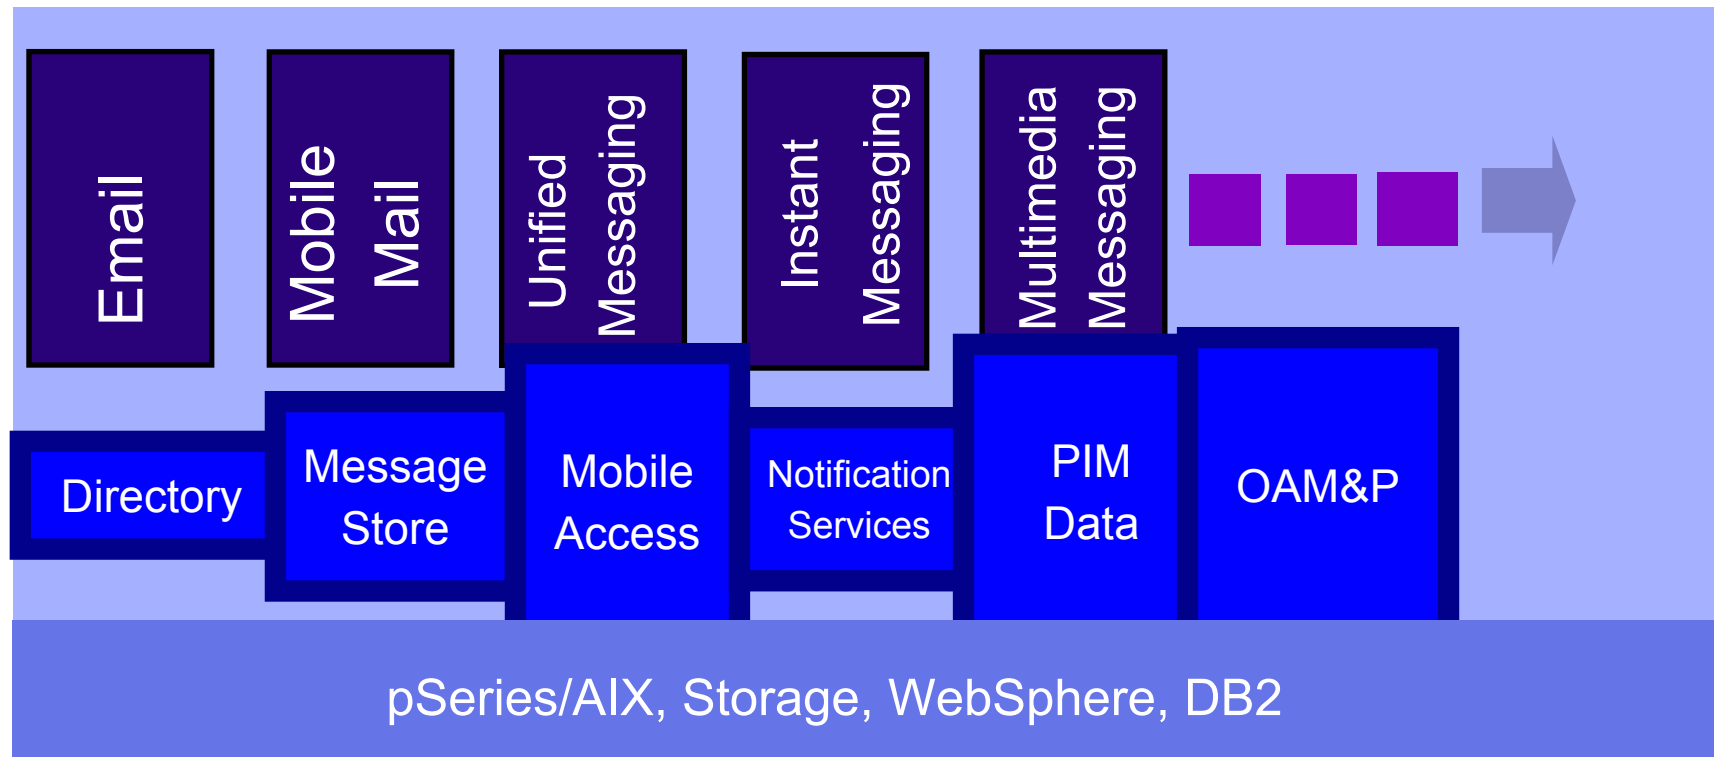 Email
Mobile
Mail
Unified
Messaging
Instant
Messaging
Multimedia
Messaging
Directory
Message
Store
Mobile
Access
Notification
Services
PIM
Data
OAM&P
pSeries/AIX, Storage, WebSphere, DB2